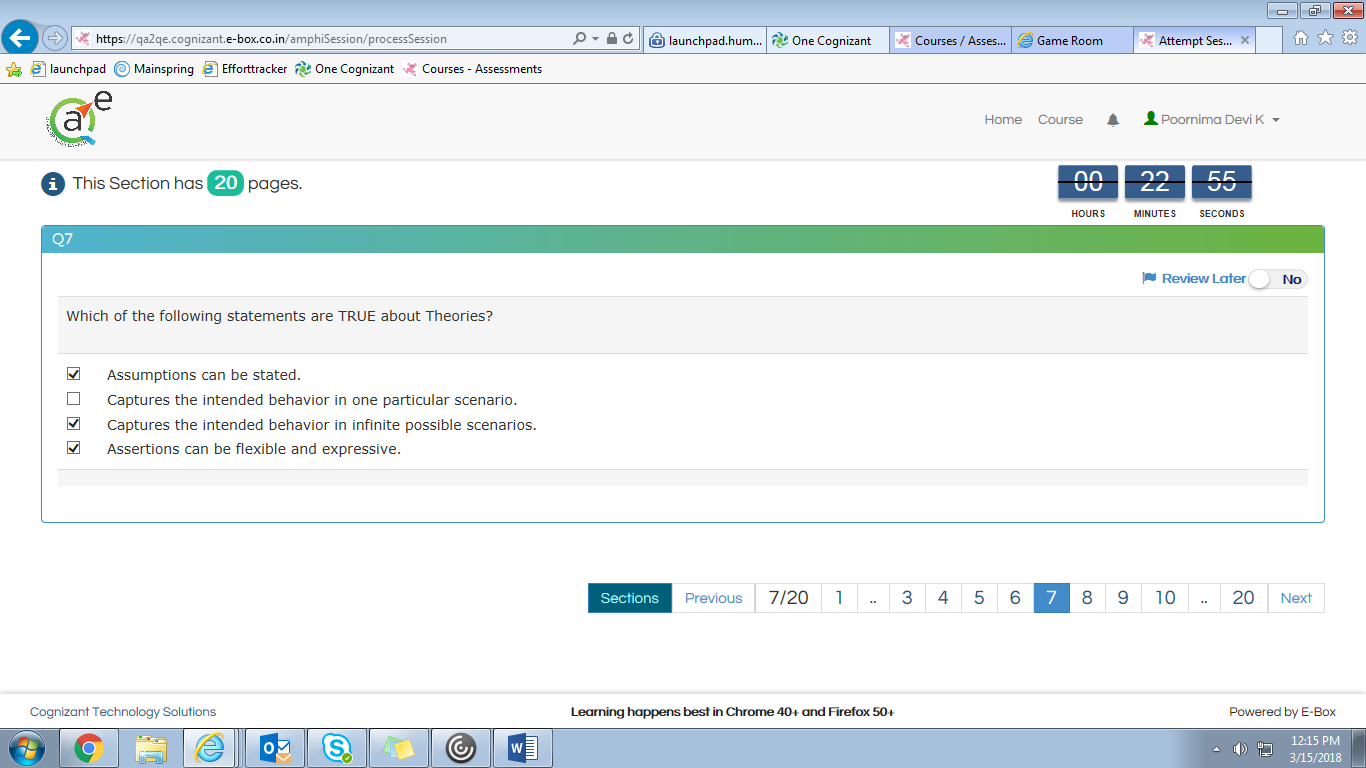 https://qa2qe.cognizant.e-box.co.in/amphiSession/processSession
launchpad.hum...
One Cognizant
Courses / Asses...
Game Room
Attempt Ses...
launchpad
Mainspring
Efforttracker
One Cognizant
Courses - Assessments
a e
Home
Course
Poornima Devi K
This Section has 20 pages.
00 22 55
HOURS MINUTES SECONDS
Q7
Review Later No
Which of the following statements are TRUE about Theories?
Assumptions can be stated.
Captures the intended behavior in one particular scenario.
Captures the intended behavior in infinite possible scenarios.
Assertions can be flexible and expressive.
Sections Previous 7/20 1 .. 3 4 5 6 7 8 9 10 .. 20 Next
Cognizant Technology Solutions
Learning happens best in Chrome 40+ and Firefox 50+
Powered by E-Box
12:15 PM
3/15/2018